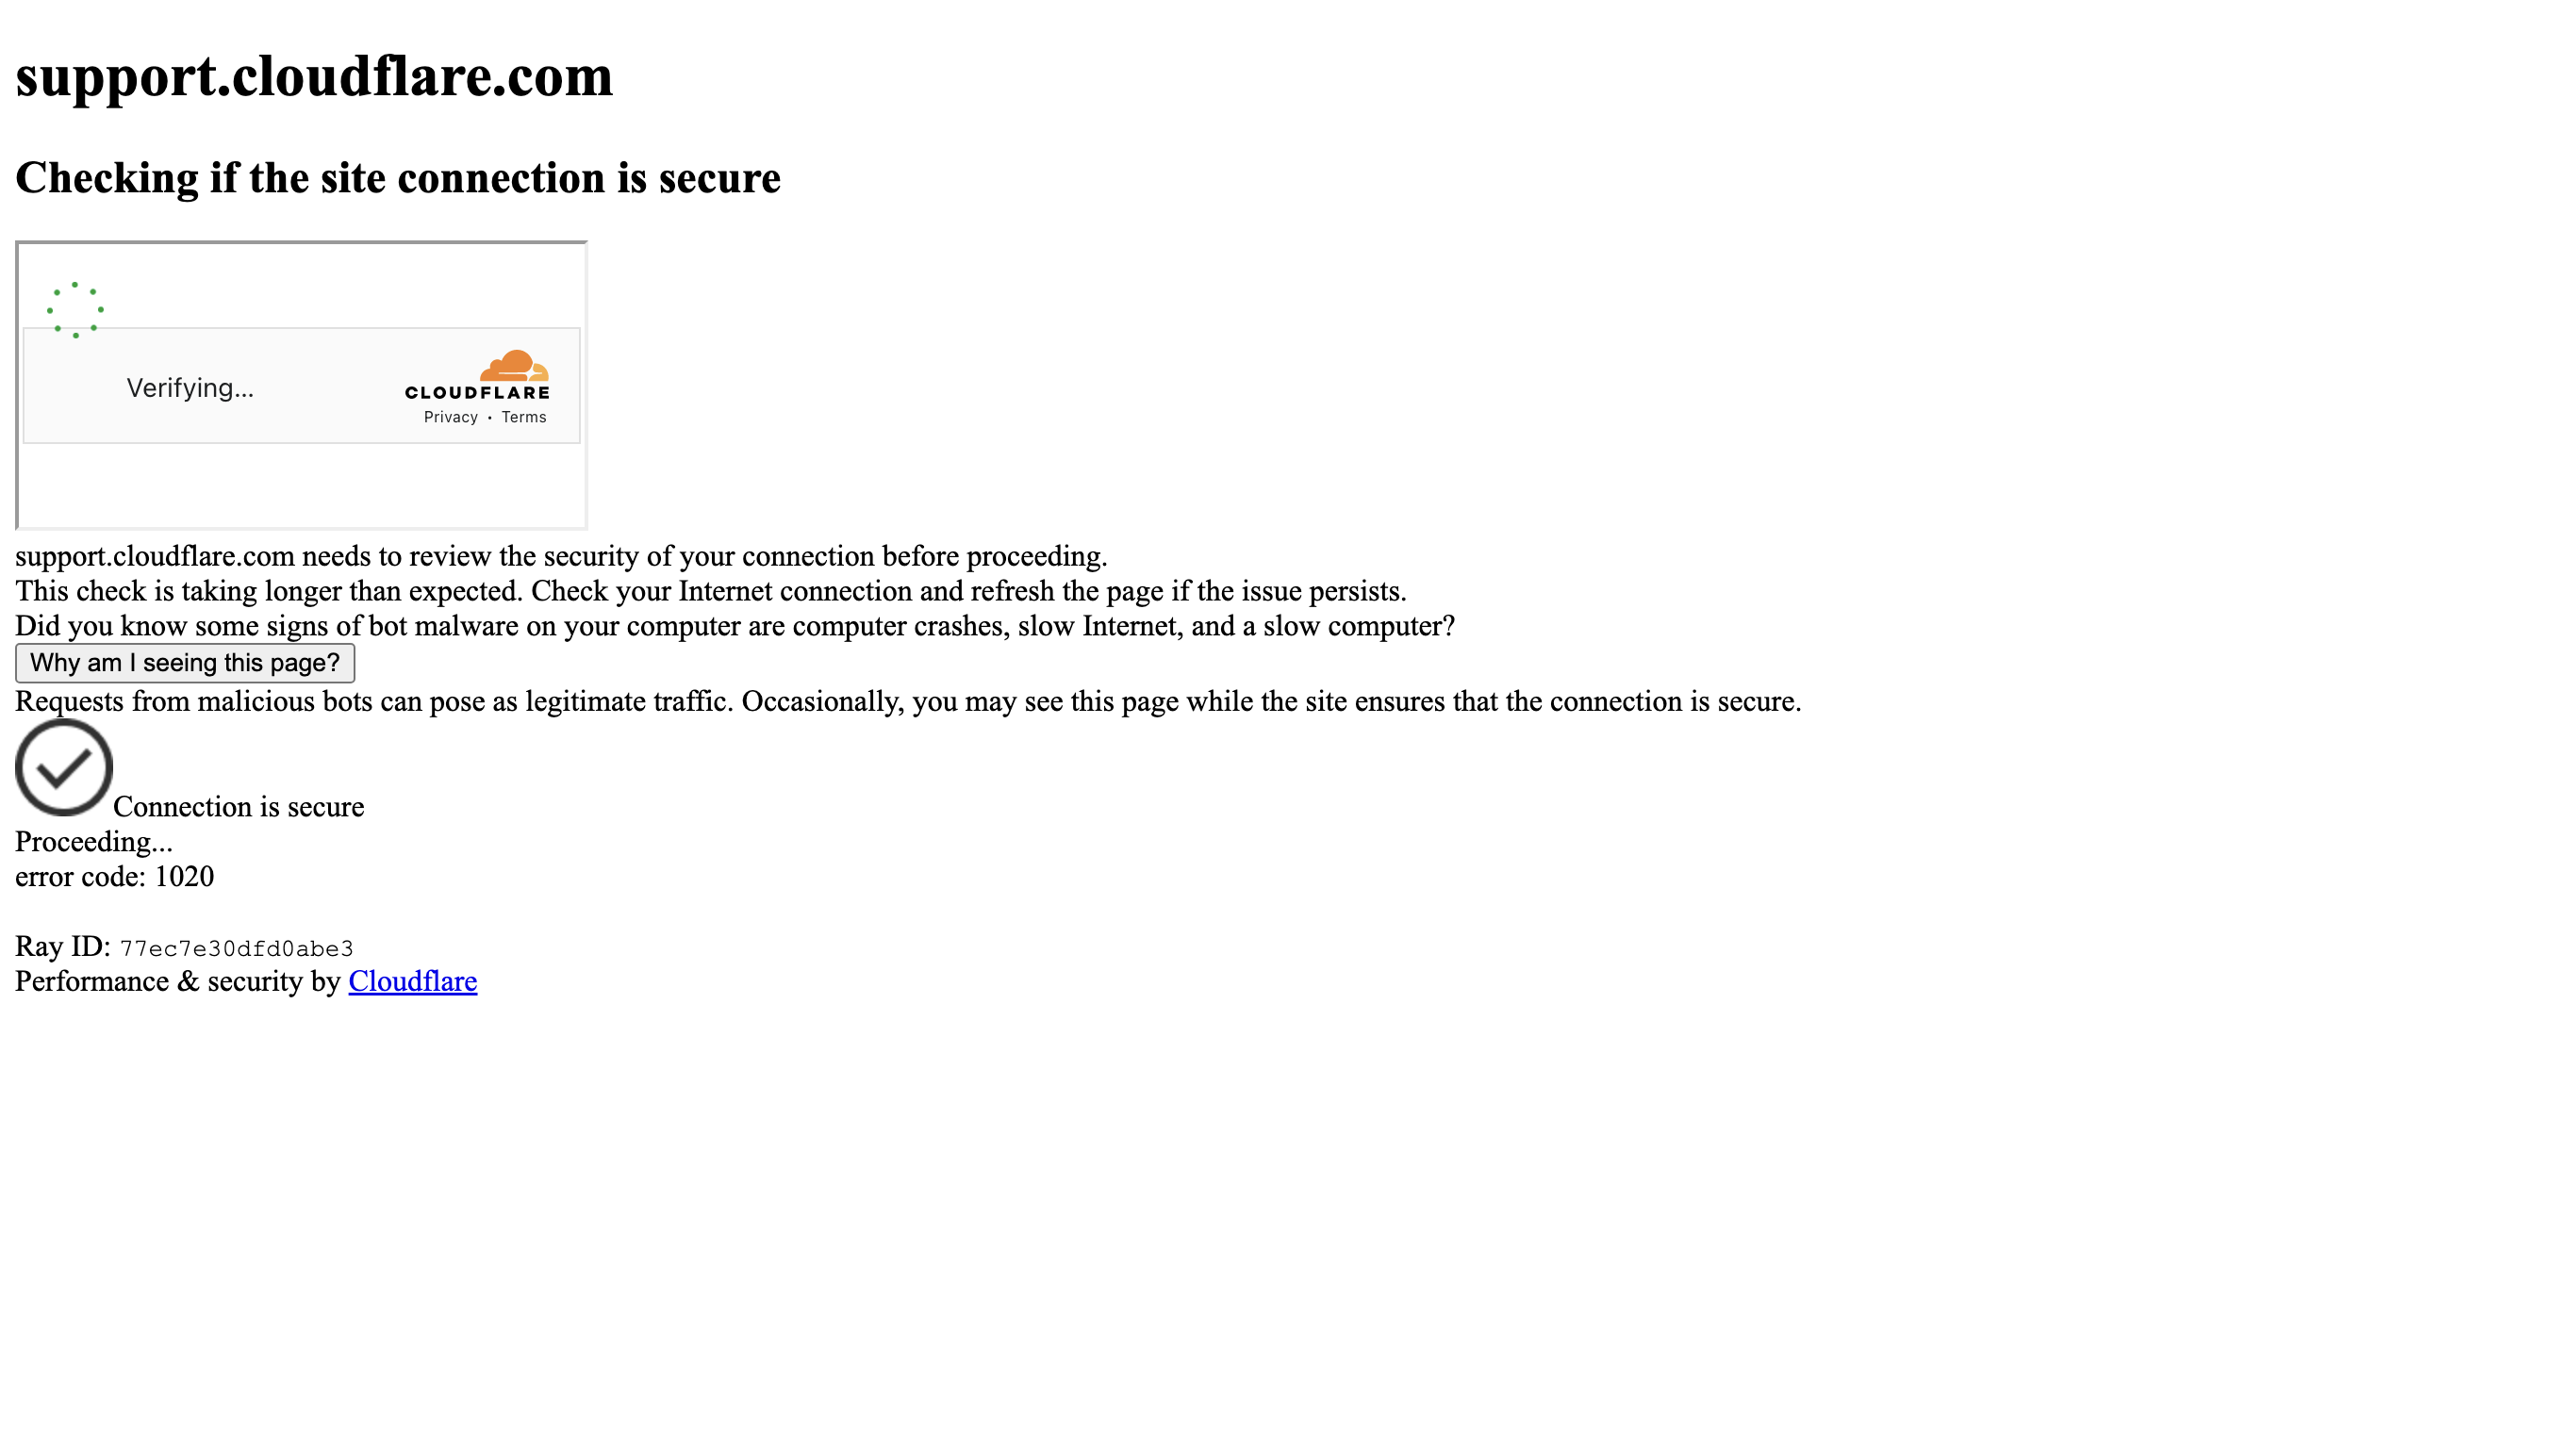 support.cloudflare.com
Checking if the site connection is secure
Verifying...
CLOUDFLARE
Privacy • Terms
support.cloudflare.com needs to review the security of your connection before proceeding.
This check is taking longer than expected. Check your Internet connection and refresh the page if the issue persists.
Did you know some signs of bot malware on your computer are computer crashes, slow Internet, and a slow computer?
Why am I seeing this page?
Requests from malicious bots can pose as legitimate traffic. Occasionally, you may see this page while the site ensures that the connection is secure.
Connection is secure
Proceeding...
error code: 1020
Ray ID: 77ec7e30dfd0abe3
Performance & security by Cloudflare